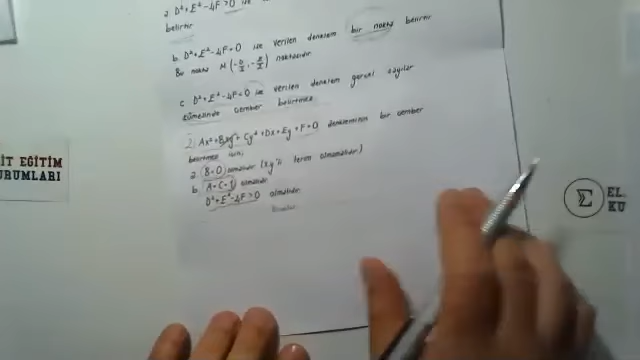 2. D²+E²-4F>0 ise
belirtir
b. D²+E²-4F=0 ise verilen denklem bir nokta belirtir
Bu nokta M(-D/2, -E/2) noktasıdır.
c. D²+E²-4F<0 ise verilen denklem gerçel sayılar
kümesinde çember belirtmez
2. Ax²+Bxy+Cy²+Dx+Ey+F=0 denkleminin bir çember
belirtmesi için;
a. B=0 olmalıdır (xy'li terim olmamalıdır)
b. A=C=1 olmalıdır
D²+E²-4F>0 olmalıdır.
İT EĞİTİM
URUMLARI
Σ
EL.
KU